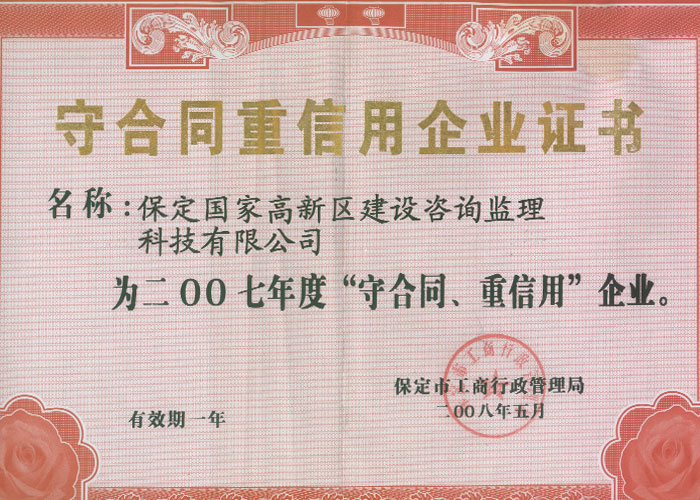 守合同重信用企业证书
名称：保定国家高新区建设咨询监理
科技有限公司
为二OO七年度“守合同、重信用”企业。
保定市工商行政管理局
二OO八年五月
有效期一年